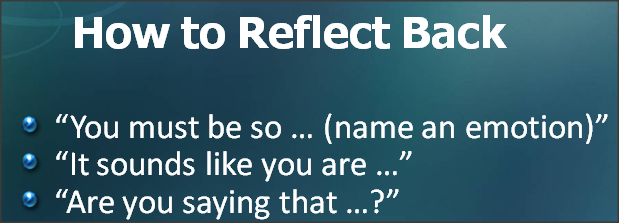 How to Reflect Back
“You must be so ... (name an emotion)”
“It sounds like you are ...”
“Are you saying that ...?”